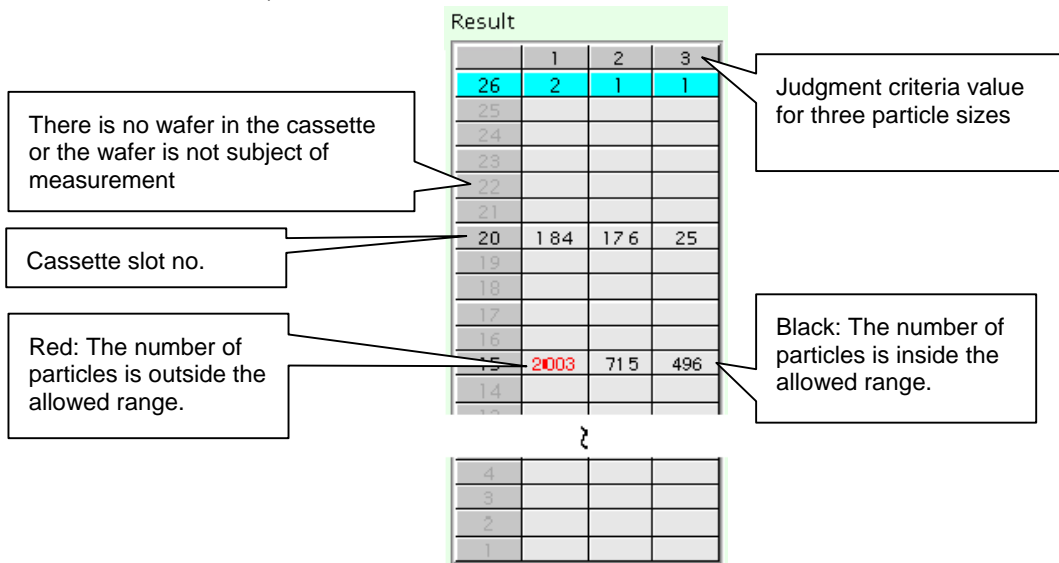 Result
1 2 3
26 2 1 1
25
24
23
22
21
20 184 176 25
19
18
17
16
15 2003 715 496
14
4
3
2
1
There is no wafer in the cassette
or the wafer is not subject of
measurement
Cassette slot no.
Red: The number of
particles is outside the
allowed range.
Judgment criteria value
for three particle sizes
Black: The number of
particles is inside the
allowed range.